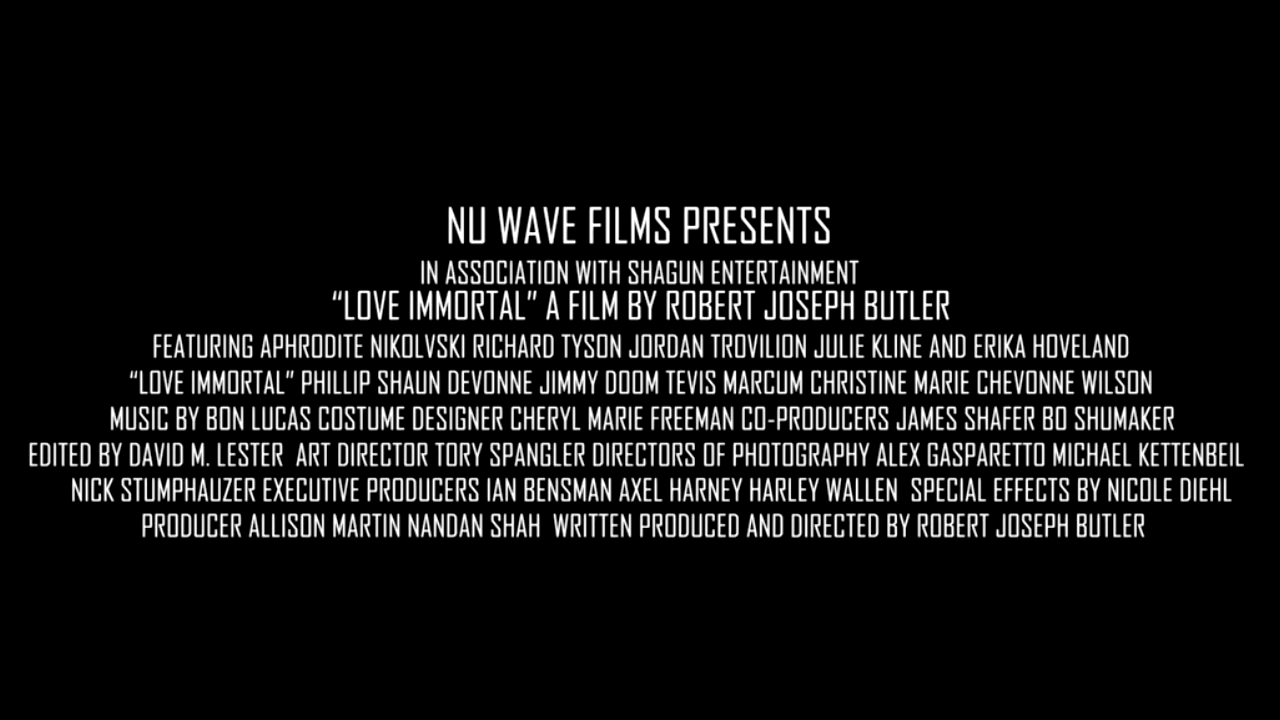 NU WAVE FILMS PRESENTS
IN ASSOCIATION WITH SHAGUN ENTERTAINMENT
“LOVE IMMORTAL” A FILM BY ROBERT JOSEPH BUTLER
FEATURING APHRODITE NIKOLVSKI RICHARD TYSON JORDAN TROVILION JULIE KLINE AND ERIKA HOVELAND
“LOVE IMMORTAL” PHILLIP SHAUN DEVONNE JIMMY DOOM TEVIS MARCUM CHRISTINE MARIE CHEVONNE WILSON
MUSIC BY BON LUCAS COSTUME DESIGNER CHERYL MARIE FREEMAN CO-PRODUCERS JAMES SHAFER BO SHUMAKER
EDITED BY DAVID M. LESTER  ART DIRECTOR TORY SPANGLER DIRECTORS OF PHOTOGRAPHY ALEX GASPARETTO MICHAEL KETTENBEIL
NICK STUMPHAUZER EXECUTIVE PRODUCERS IAN BENSMAN AXEL HARNEY HARLEY WALLEN  SPECIAL EFFECTS BY NICOLE DIEHL
PRODUCER ALLISON MARTIN NANDAN SHAH  WRITTEN PRODUCED AND DIRECTED BY ROBERT JOSEPH BUTLER